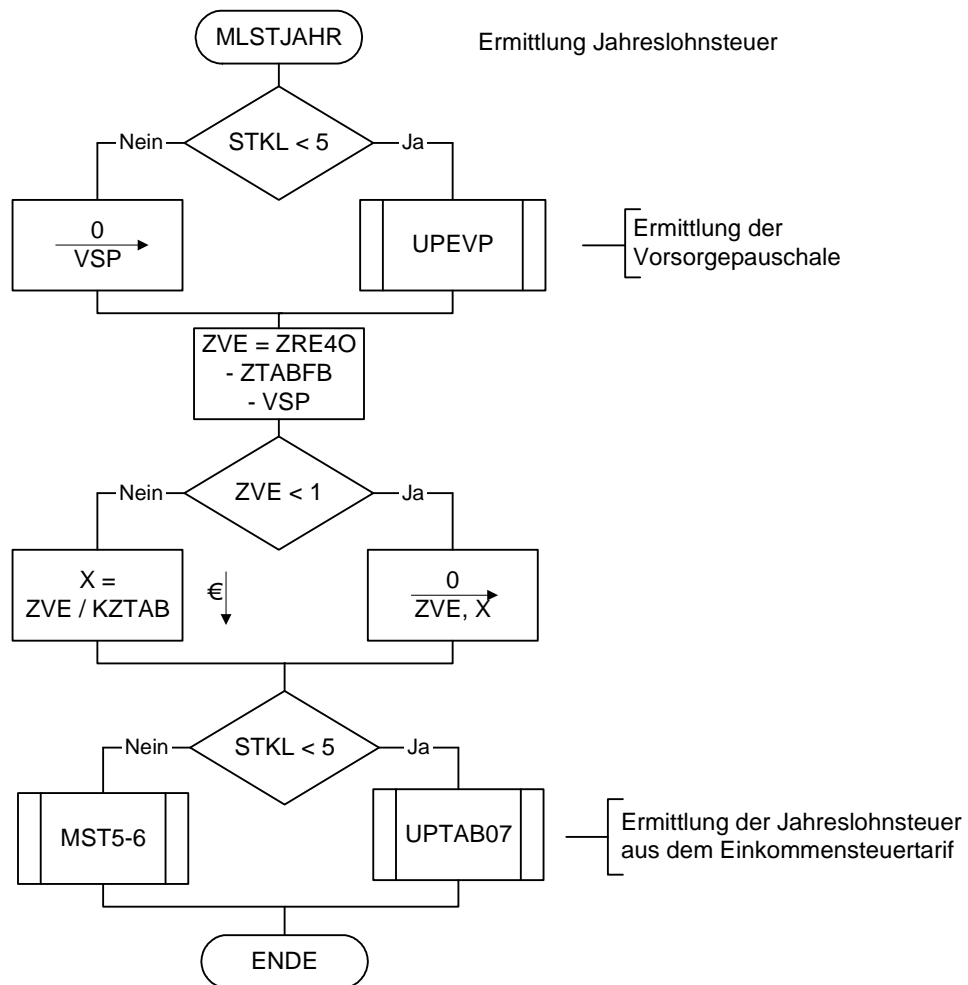 MLSTJAHR
Ermittlung Jahreslohnsteuer
Nein
STKL < 5
Ja
0
VSP
UPEVP
Ermittlung der
Vorsorgepauschale
ZVE = ZRE4O
- ZTABFB
- VSP
Nein
ZVE < 1
Ja
X =
ZVE / KZTAB
€
0
ZVE, X
Nein
STKL < 5
Ja
MST5-6
UPTAB07
Ermittlung der Jahreslohnsteuer
aus dem Einkommensteuertarif
ENDE